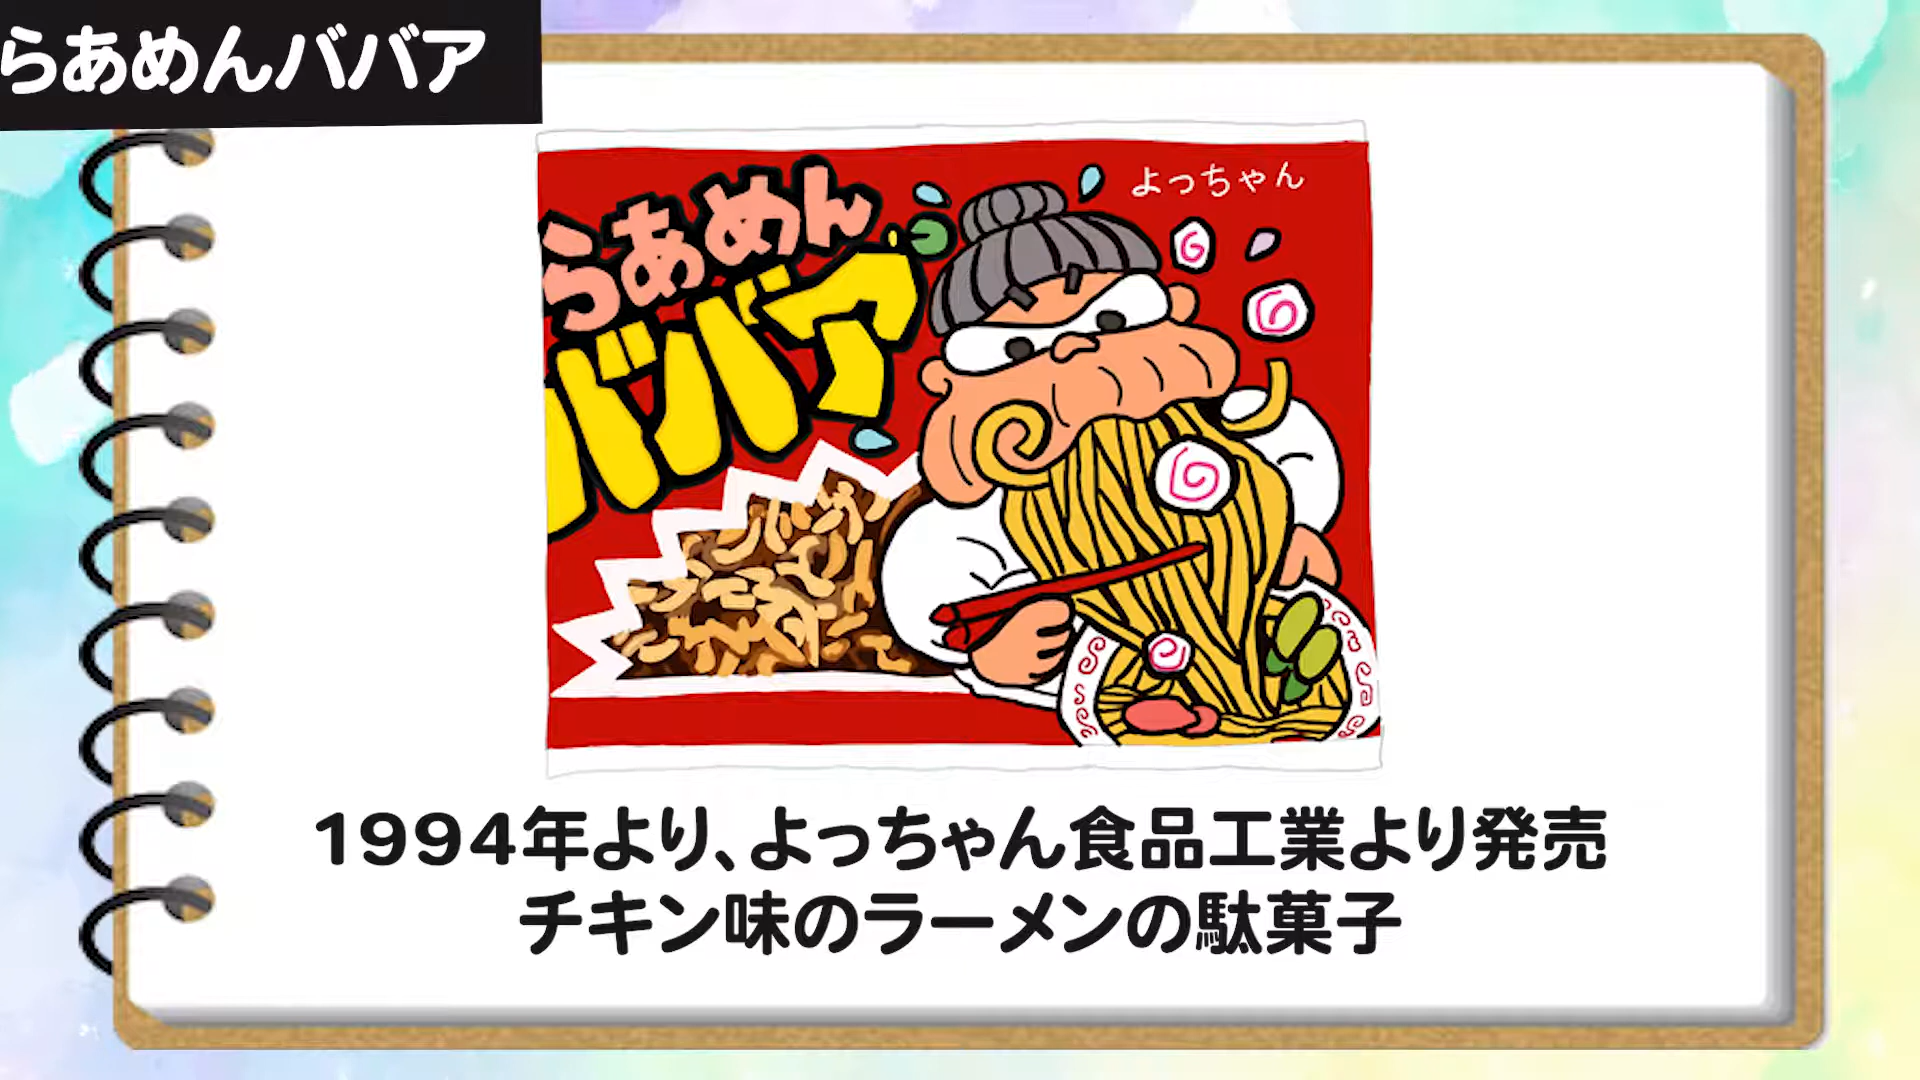 らあめんババア
よっちゃん
らあめん
ババア
1994年より、よっちゃん食品工業より発売
チキン味のラーメンの駄菓子